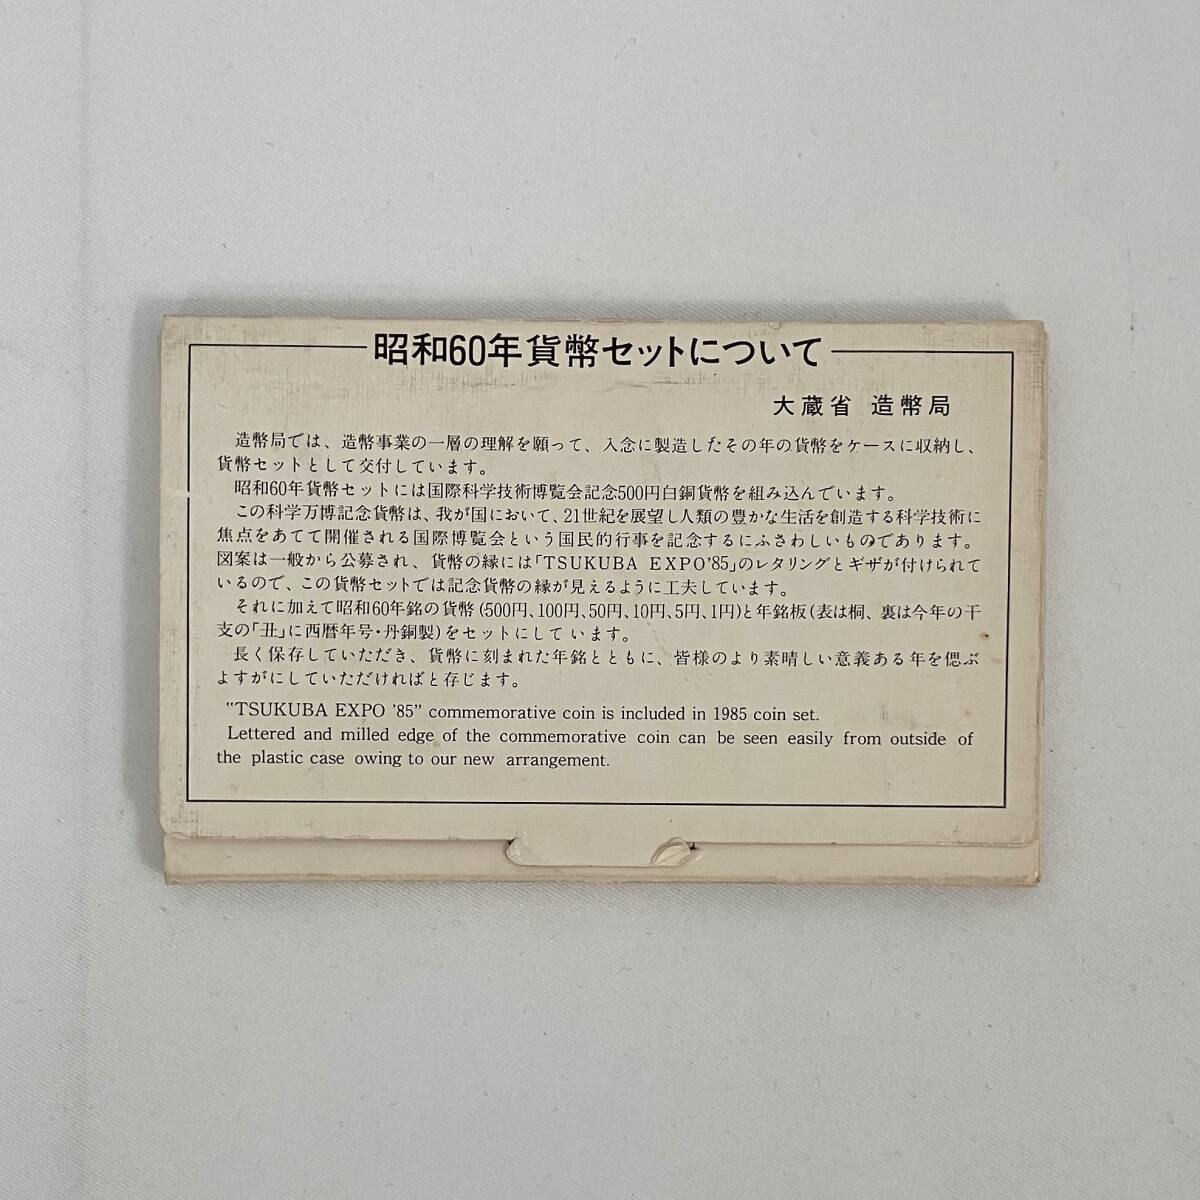 昭和60年貨幣セットについて
大蔵省 造幣局
造幣局では、造幣事業の一層の理解を願って、入念に製造したその年の貨幣をケースに収納し、
貨幣セットとして交付しています。
昭和60年貨幣セットには国際科学技術博覧会記念500円白銅貨幣を組み込んでいます。
この科学万博記念貨幣は、我が国において、21世紀を展望し人類の豊かな生活を創造する科学技術に
焦点をあてて開催される国際博覧会という国民的行事を記念するにふさわしいものであります。
図案は一般から公募され、貨幣の縁には「TSUKUBA EXPO'85」のレタリングとギザが付けられて
いるので、この貨幣セットでは記念貨幣の縁が見えるように工夫しています。
それに加えて昭和60年銘の貨幣(500円、100円、50円、10円、5円、1円)と年銘板(表は桐、裏は今年の干
支の「丑」に西暦年号・丹銅製)をセットにしています。
長く保存していただき、貨幣に刻まれた年銘とともに、皆様のより素晴しい意義ある年を偲ぶ
よすがにしていただければと存じます。
"TSUKUBA EXPO '85" commemorative coin is included in 1985 coin set.
Lettered and milled edge of the commemorative coin can be seen easily from outside of
the plastic case owing to our new arrangement.